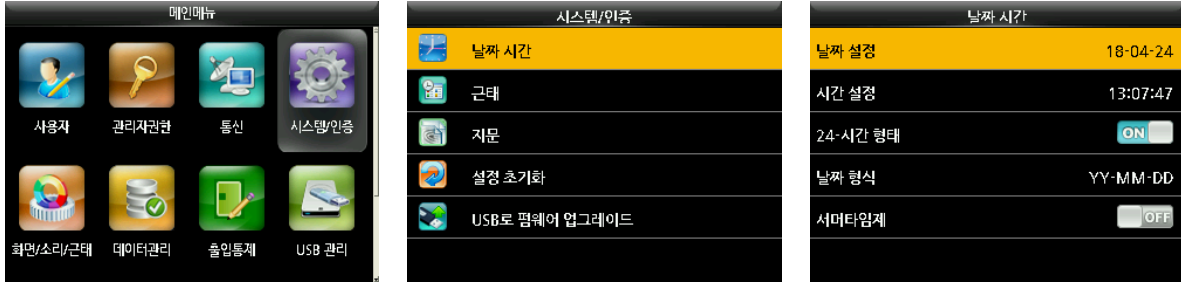 메인메뉴
사용자 관리자권한 통신 시스템/인증
화면/소리/근태 데이터관리 출입통제 USB 관리
시스템/인증
날짜 시간
근태
지문
설정 초기화
USB로 펌웨어 업그레이드
날짜 시간
날짜 설정 18-04-24
시간 설정 13:07:47
24-시간 형태 ON
날짜 형식 YY-MM-DD
서머타임제 OFF